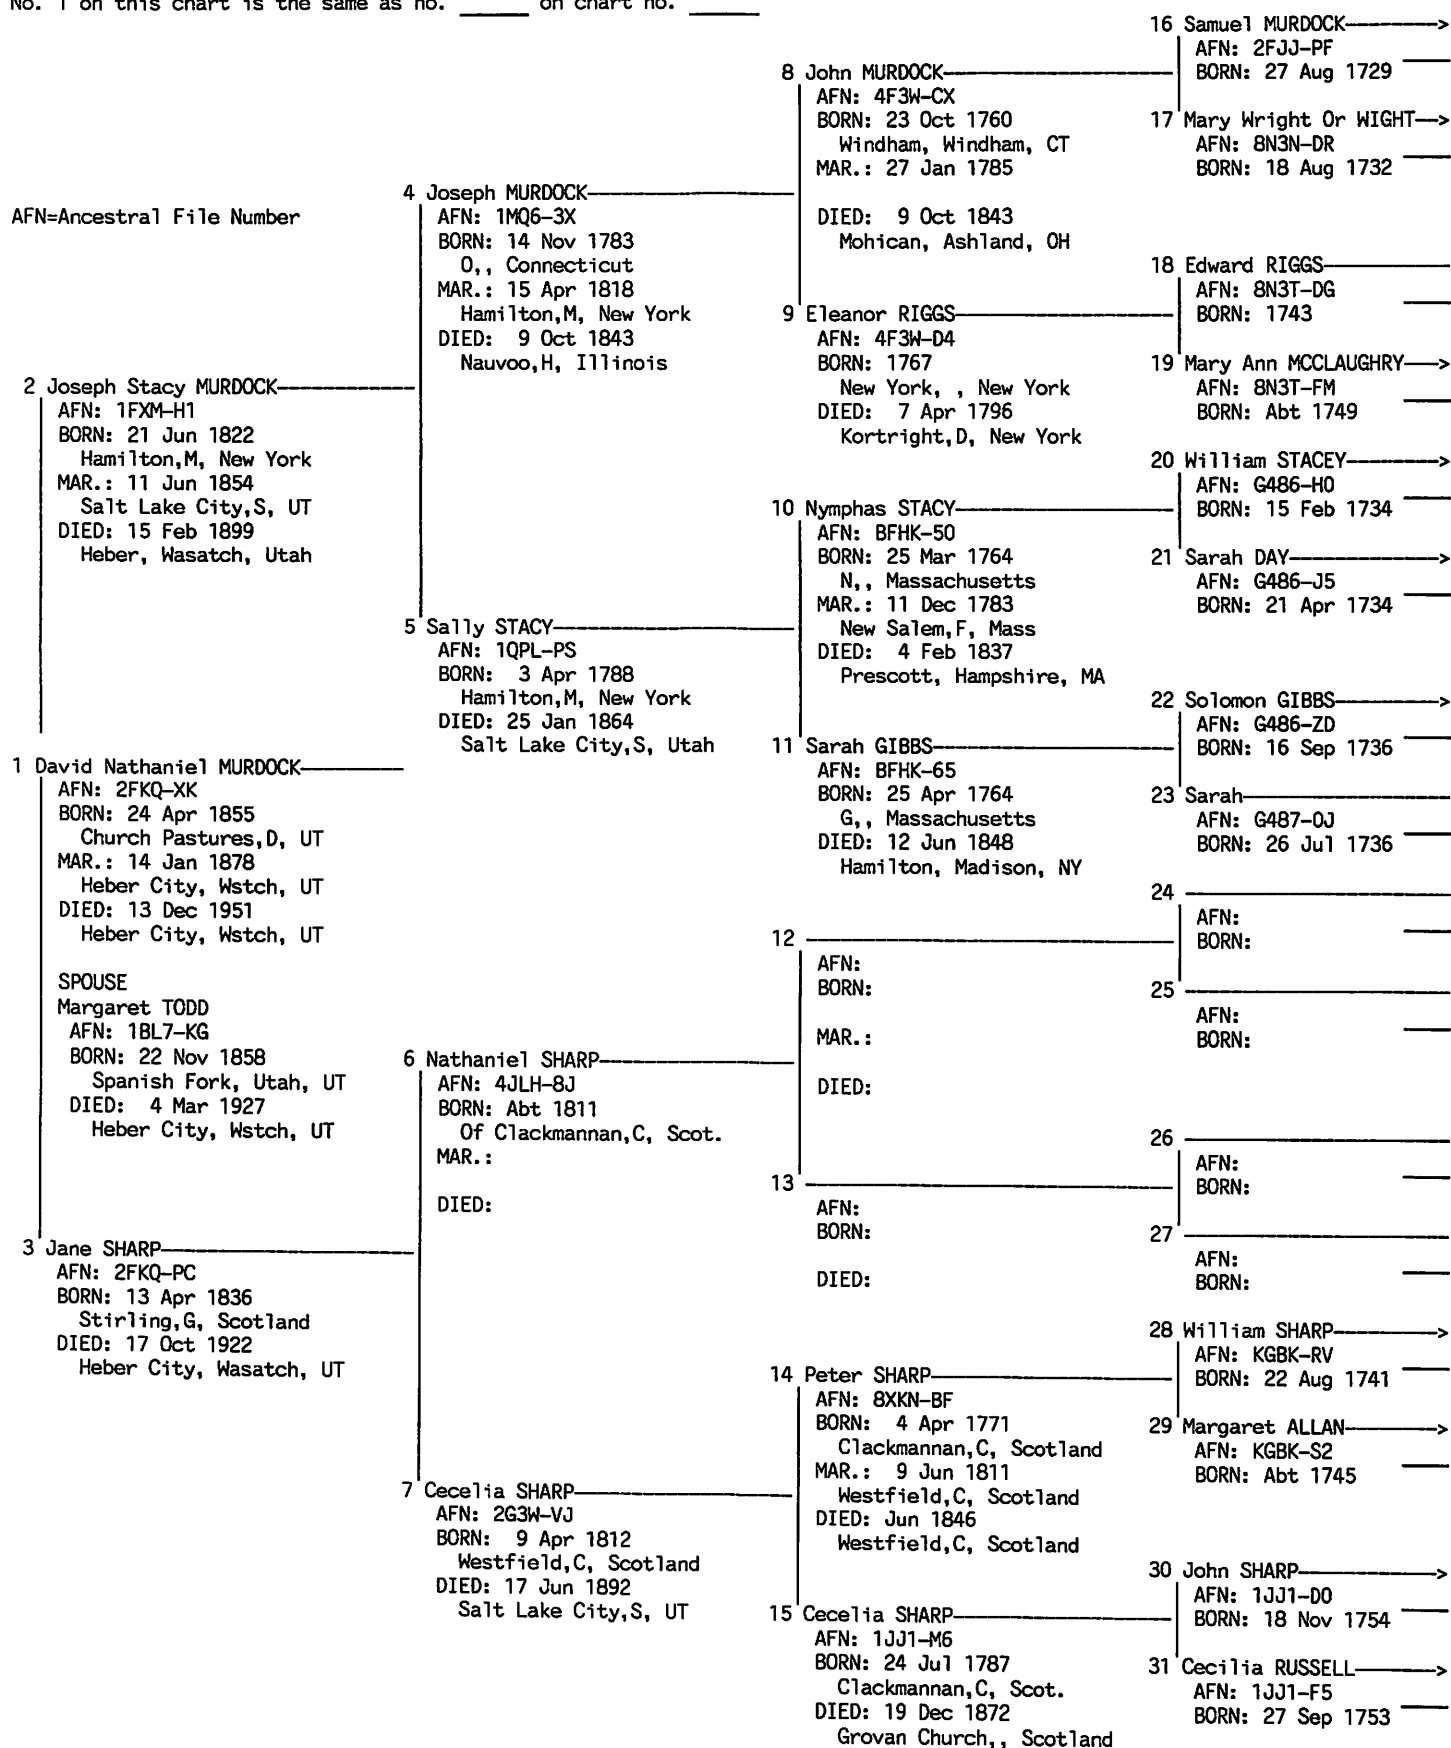 No. 1 on this chart is the same as no. _____ on chart no. _____
16 Samuel MURDOCK
AFN: 2FJJ-PF
BORN: 27 Aug 1729
8 John MURDOCK
AFN: 4F3W-CX
BORN: 23 Oct 1760
Windham, Windham, CT
MAR.: 27 Jan 1785
DIED: 9 Oct 1843
Mohican, Ashland, OH
17 Mary Wright Or WIGHT
AFN: 8N3N-DR
BORN: 18 Aug 1732
4 Joseph MURDOCK
AFN: 1MQ6-3X
BORN: 14 Nov 1783
O,, Connecticut
MAR.: 15 Apr 1818
Hamilton,M, New York
DIED: 9 Oct 1843
Nauvoo,H, Illinois
AFN=Ancestral File Number
18 Edward RIGGS
AFN: 8N3T-DG
BORN: 1743
9 Eleanor RIGGS
AFN: 4F3W-D4
BORN: 1767
New York, , New York
DIED: 7 Apr 1796
Kortright,D, New York
19 Mary Ann MCCLAUGHRY
AFN: 8N3T-FM
BORN: Abt 1749
2 Joseph Stacy MURDOCK
AFN: 1FXM-H1
BORN: 21 Jun 1822
Hamilton,M, New York
MAR.: 11 Jun 1854
Salt Lake City,S, UT
DIED: 15 Feb 1899
Heber, Wasatch, Utah
20 William STACEY
AFN: G486-H0
BORN: 15 Feb 1734
10 Nymphas STACY
AFN: BFHK-50
BORN: 25 Mar 1764
N,, Massachusetts
MAR.: 11 Dec 1783
New Salem,F, Mass
DIED: 4 Feb 1837
Prescott, Hampshire, MA
21 Sarah DAY
AFN: G486-J5
BORN: 21 Apr 1734
5 Sally STACY
AFN: 1QPL-PS
BORN: 3 Apr 1788
Hamilton,M, New York
DIED: 25 Jan 1864
Salt Lake City,S, Utah
22 Solomon GIBBS
AFN: G486-ZD
BORN: 16 Sep 1736
11 Sarah GIBBS
AFN: BFHK-65
BORN: 25 Apr 1764
G,, Massachusetts
DIED: 12 Jun 1848
Hamilton, Madison, NY
23 Sarah
AFN: G487-0J
BORN: 26 Jul 1736
1 David Nathaniel MURDOCK
AFN: 2FKQ-XK
BORN: 24 Apr 1855
Church Pastures,D, UT
MAR.: 14 Jan 1878
Heber City, Wstch, UT
DIED: 13 Dec 1951
Heber City, Wstch, UT
SPOUSE
Margaret TODD
AFN: 1BL7-KG
BORN: 22 Nov 1858
Spanish Fork, Utah, UT
DIED: 4 Mar 1927
Heber City, Wstch, UT
24
AFN:
BORN:
12
AFN:
BORN:
MAR.:
DIED:
25
AFN:
BORN:
6 Nathaniel SHARP
AFN: 4JLH-8J
BORN: Abt 1811
Of Clackmannan,C, Scot.
MAR.:
DIED:
26
AFN:
BORN:
13
AFN:
BORN:
DIED:
27
AFN:
BORN:
3 Jane SHARP
AFN: 2FKQ-PC
BORN: 13 Apr 1836
Stirling,G, Scotland
DIED: 17 Oct 1922
Heber City, Wasatch, UT
28 William SHARP
AFN: KGBK-RV
BORN: 22 Aug 1741
14 Peter SHARP
AFN: 8XKN-BF
BORN: 4 Apr 1771
Clackmannan,C, Scotland
MAR.: 9 Jun 1811
Westfield,C, Scotland
DIED: Jun 1846
Westfield,C, Scotland
29 Margaret ALLAN
AFN: KGBK-S2
BORN: Abt 1745
7 Cecelia SHARP
AFN: 2G3W-VJ
BORN: 9 Apr 1812
Westfield,C, Scotland
DIED: 17 Jun 1892
Salt Lake City,S, UT
30 John SHARP
AFN: 1JJ1-D0
BORN: 18 Nov 1754
15 Cecelia SHARP
AFN: 1JJ1-M6
BORN: 24 Jul 1787
Clackmannan,C, Scot.
DIED: 19 Dec 1872
Grovan Church,, Scotland
31 Cecilia RUSSELL
AFN: 1JJ1-F5
BORN: 27 Sep 1753